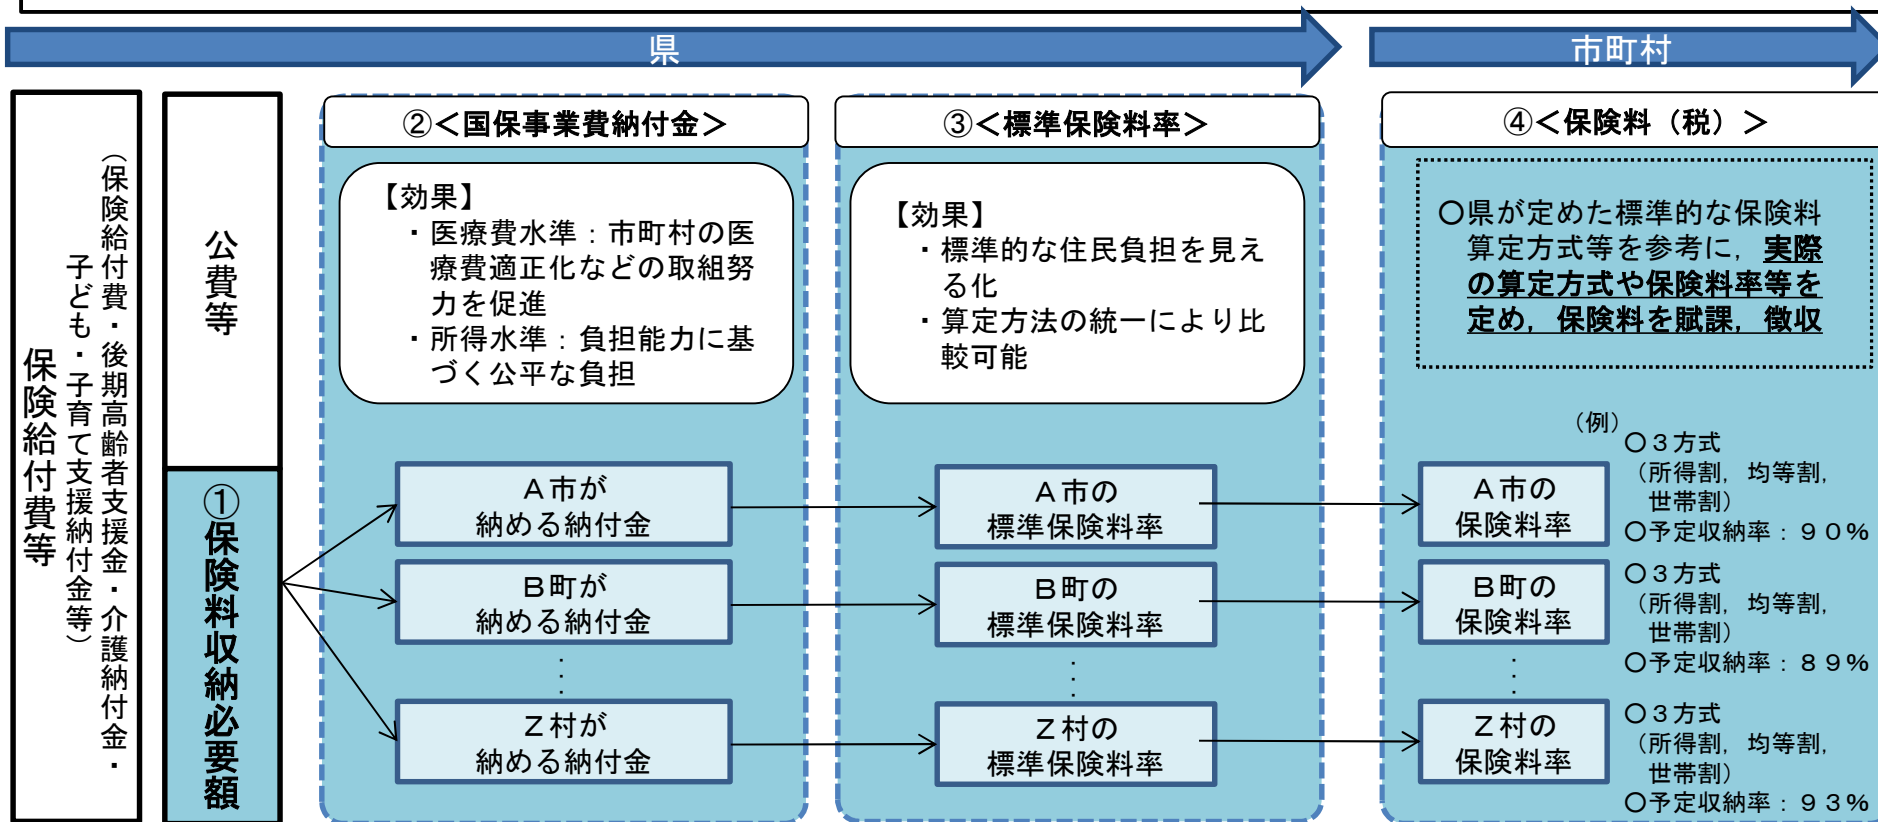 県
市町村
保険給付費等
（保険給付費・後期高齢者支援金・介護納付金・
子ども・子育て支援納付金等）
公費等
①保険料収納必要額
②＜国保事業費納付金＞
【効果】
・医療費水準：市町村の医
療費適正化などの取組努
力を促進
・所得水準：負担能力に基
づく公平な負担
A市が
納める納付金
B町が
納める納付金
：
Z村が
納める納付金
③＜標準保険料率＞
【効果】
・標準的な住民負担を見え
る化
・算定方法の統一により比
較可能
A市の
標準保険料率
B町の
標準保険料率
：
Z村の
標準保険料率
④＜保険料（税）＞
○県が定めた標準的な保険料
算定方式等を参考に，実際
の算定方式や保険料率等を
定め，保険料を賦課，徴収
（例）
A市の
保険料率
○３方式
（所得割，均等割，
世帯割）
○予定収納率：９０％
B町の
保険料率
○３方式
（所得割，均等割，
世帯割）
○予定収納率：８９％
：
Z村の
保険料率
○３方式
（所得割，均等割，
世帯割）
○予定収納率：９３％